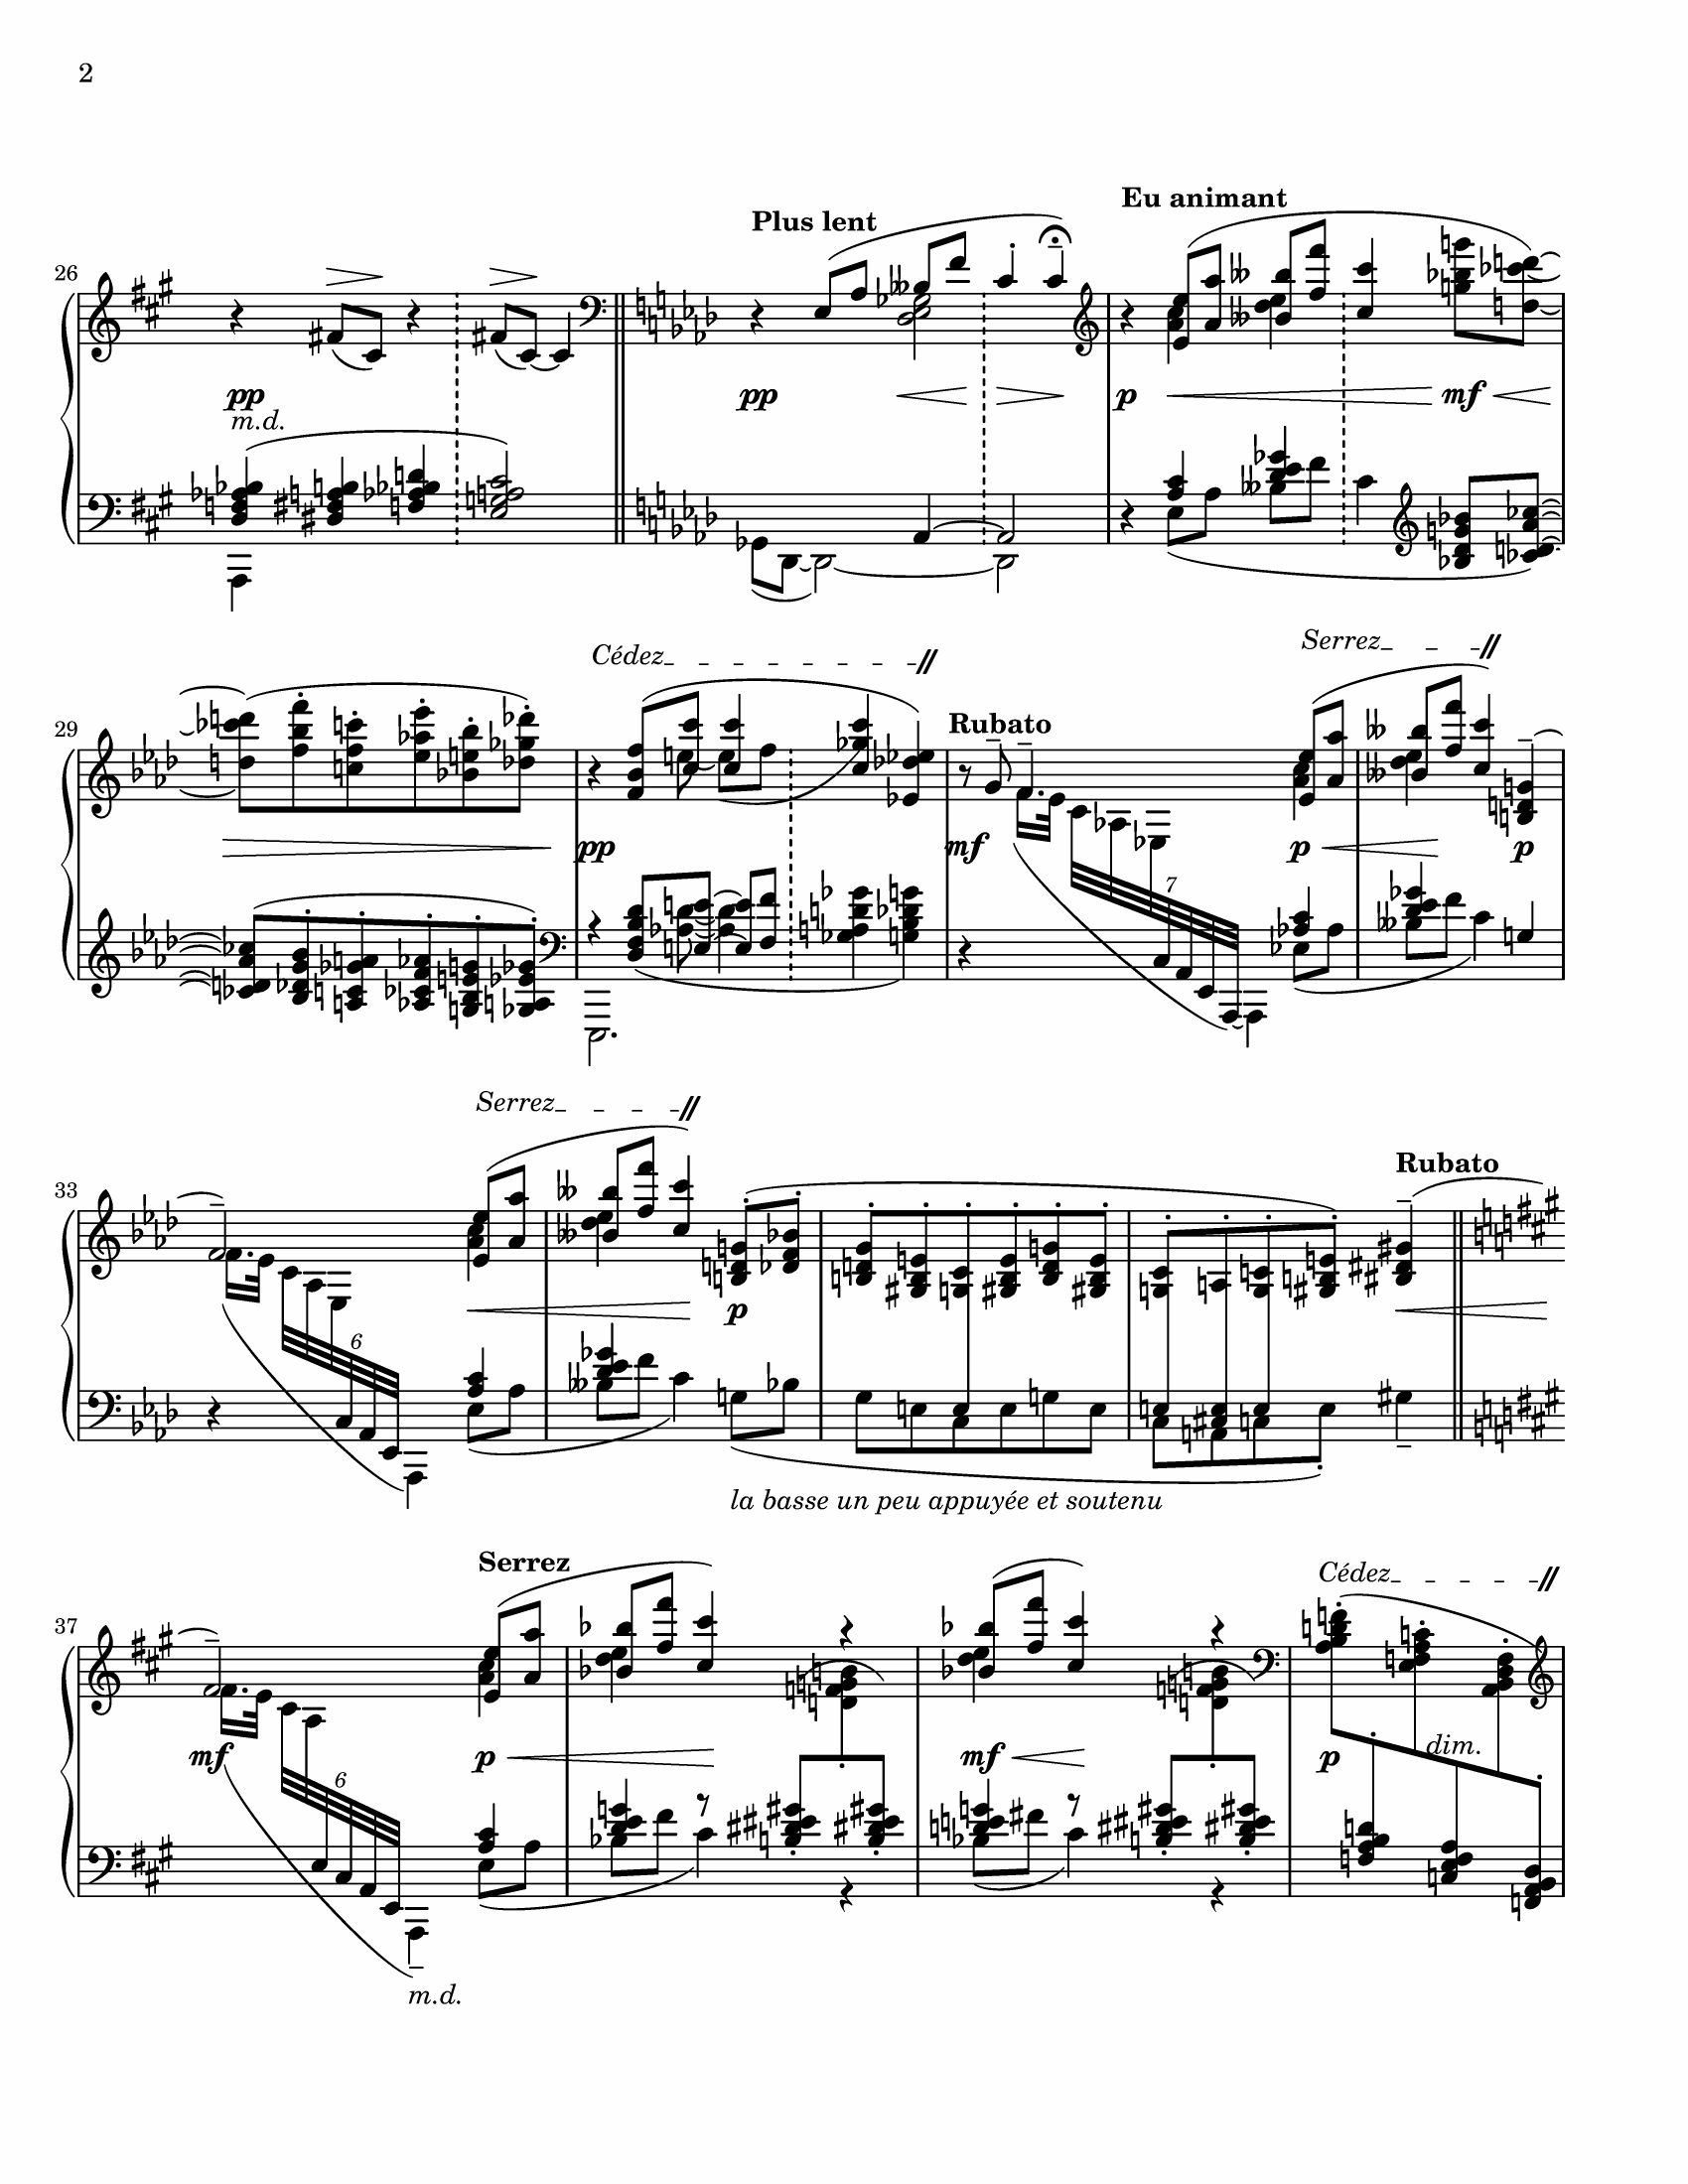 2
Plus lent
Eu animant
26
pp
pp
p
mf
m.d.
Cédez
Serrez
Rubato
29
pp
mf
p
p
7
Serrez
Rubato
33
p
6
la basse un peu appuyée et soutenu
Serrez
Cédez
37
mf
p
mf
p
dim.
6
m.d.